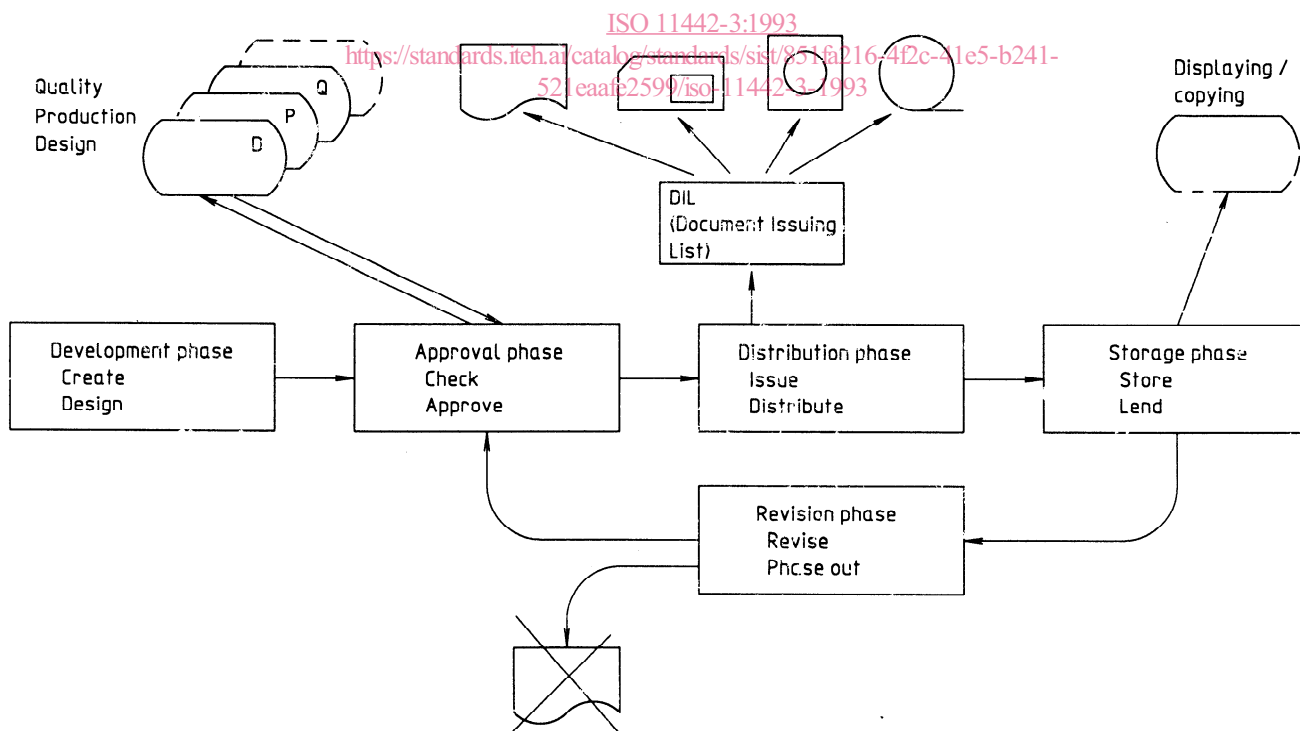 ISO 11442-3:1993
https://standards.iteh.ai/catalog/standards/sist/851fa216-4f2c-41e5-b241-
521eaafe2599/iso-11442-3-1993
Quality
Production
Design
Q
P
D
Displaying /
copying
DIL
(Document Issuing
List)
Development phase
Create
Design
Approval phase
Check
Approve
Distribution phase
Issue
Distribute
Storage phase
Store
Lend
Revision phase
Revise
Phase out